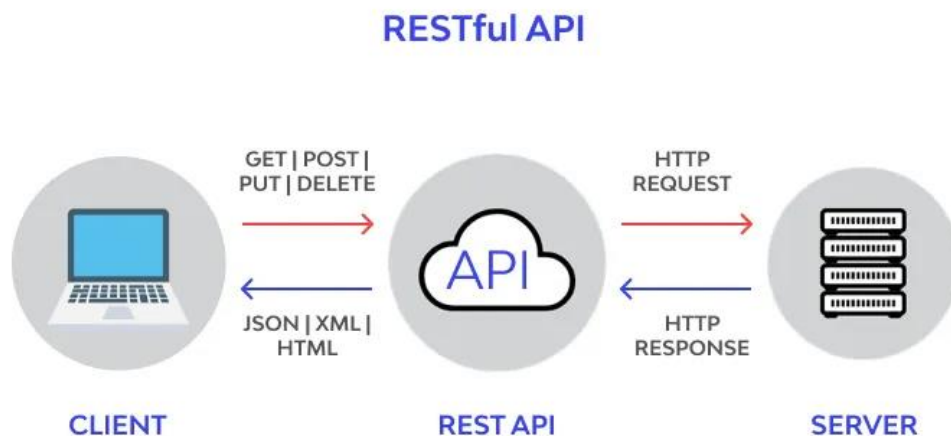 RESTful API
GET | POST |
PUT | DELETE
HTTP
REQUEST
API
JSON | XML |
HTML
HTTP
RESPONSE
CLIENT
REST API
SERVER